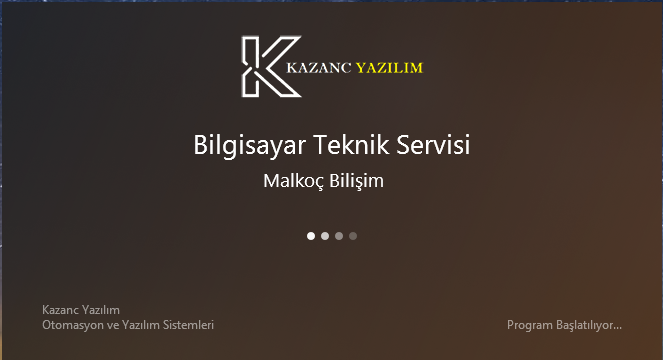 KAZANC YAZILIM
Bilgisayar Teknik Servisi
Malkoç Bilişim
Kazanc Yazılım
Otomasyon ve Yazılım Sistemleri
Program Başlatılıyor...